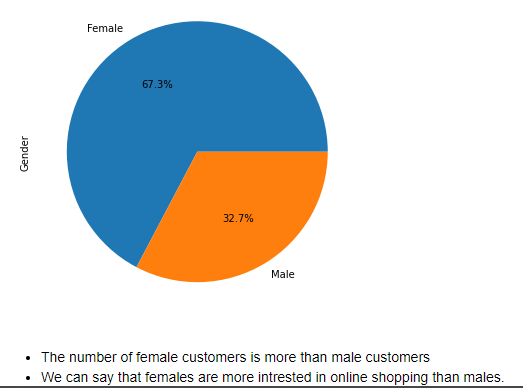 Female
67.3%
Gender
32.7%
Male
The number of female customers is more than male customers
We can say that females are more intrested in online shopping than males.